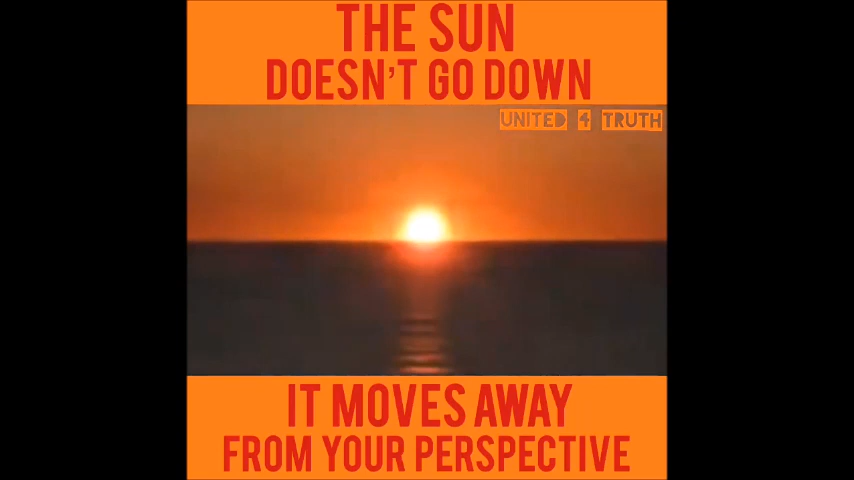 THE SUN
DOESN'T GO DOWN
UNITED 4 TRUTH
IT MOVES AWAY
FROM YOUR PERSPECTIVE